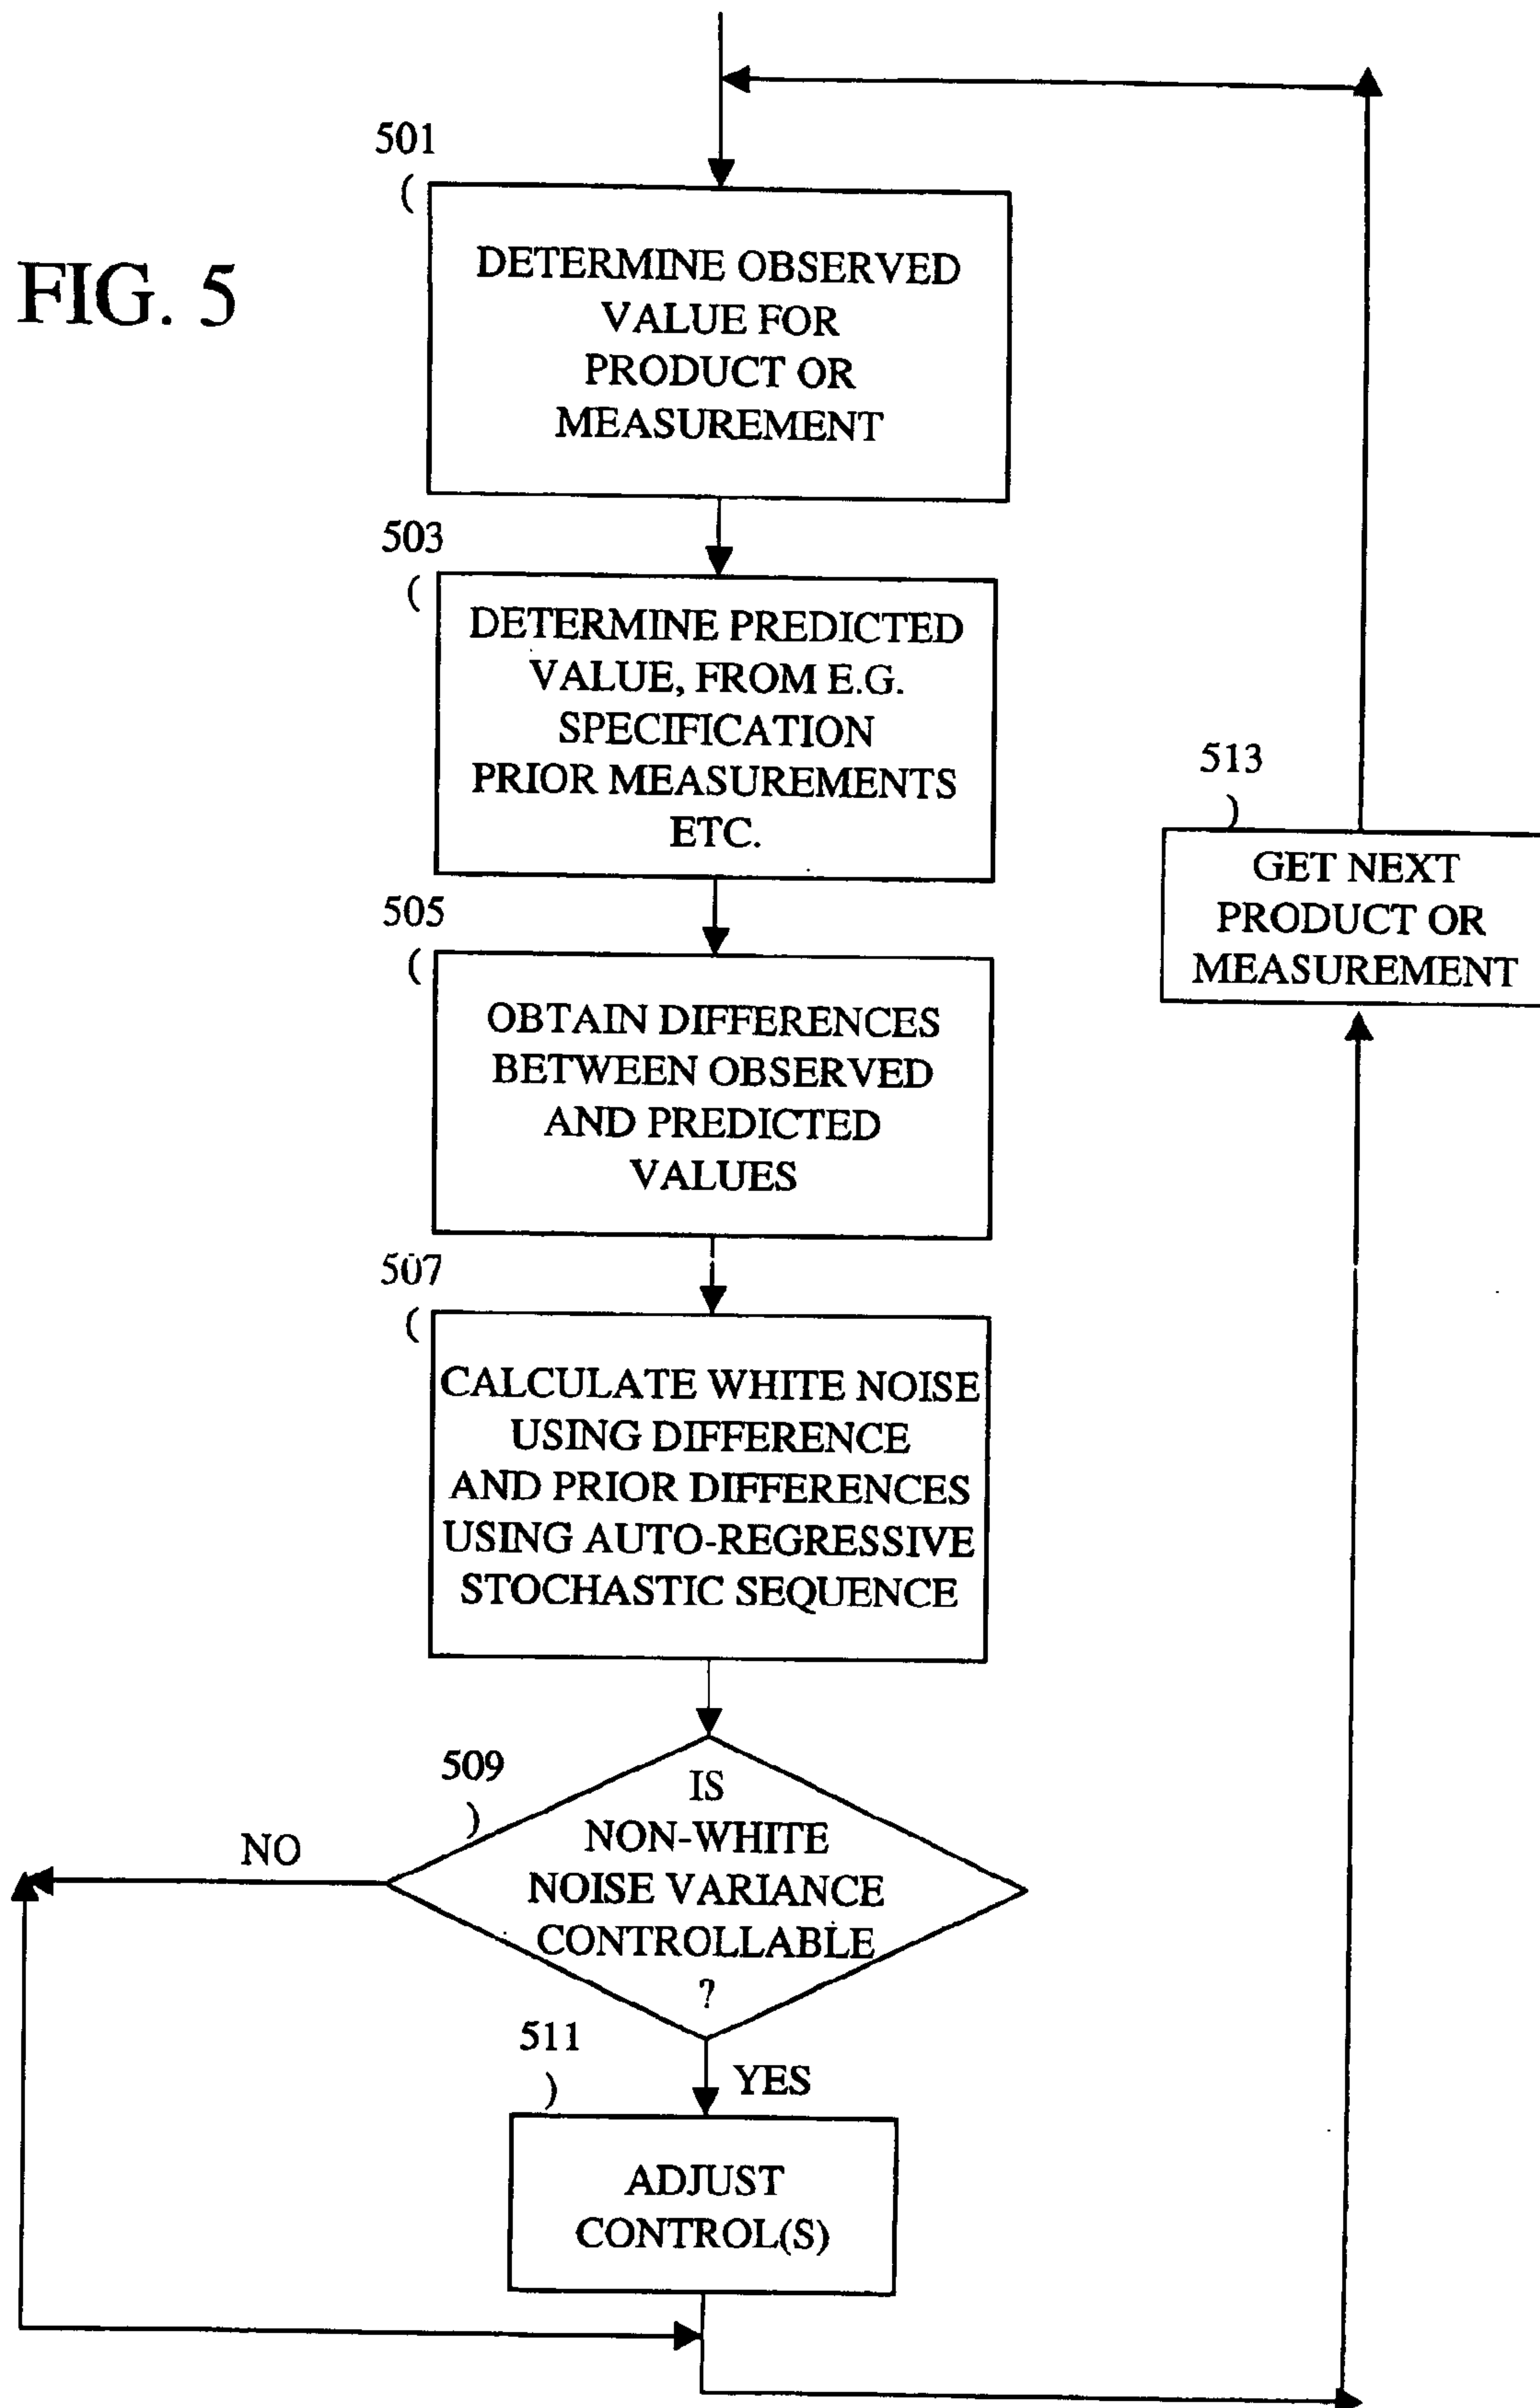 FIG. 5
501
DETERMINE OBSERVED
VALUE FOR
PRODUCT OR
MEASUREMENT
503
DETERMINE PREDICTED
VALUE, FROM E.G.
SPECIFICATION
PRIOR MEASUREMENTS
ETC.
505
OBTAIN DIFFERENCES
BETWEEN OBSERVED
AND PREDICTED
VALUES
507
CALCULATE WHITE NOISE
USING DIFFERENCE
AND PRIOR DIFFERENCES
USING AUTO-REGRESSIVE
STOCHASTIC SEQUENCE
509
IS
NON-WHITE
NOISE VARIANCE
CONTROLLABLE
?
NO
YES
511
ADJUST
CONTROL(S)
513
GET NEXT
PRODUCT OR
MEASUREMENT